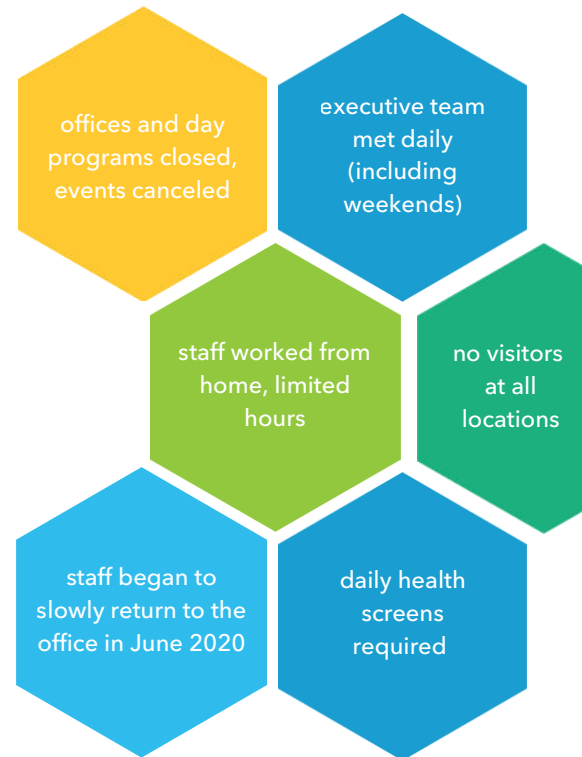 offices and day
programs closed,
events canceled
executive team
met daily
(including
weekends)
staff worked from
home, limited
hours
no visitors
at all
locations
staff began to
slowly return to the
office in June 2020
daily health
screens
required